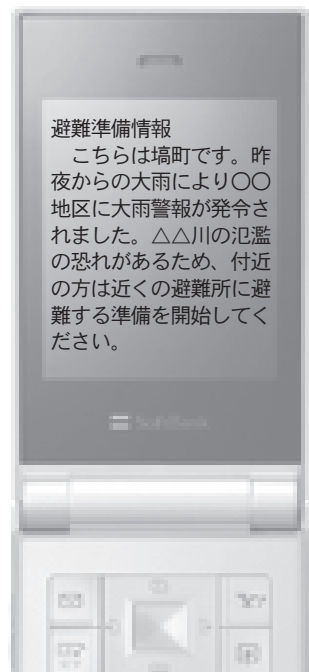 避難準備情報
　こちらは塙町です。昨
夜からの大雨により〇〇
地区に大雨警報が発令さ
れました。△△川の氾濫
の恐れがあるため、付近
の方は近くの避難所に避
難する準備を開始してく
ださい。
SoftBank